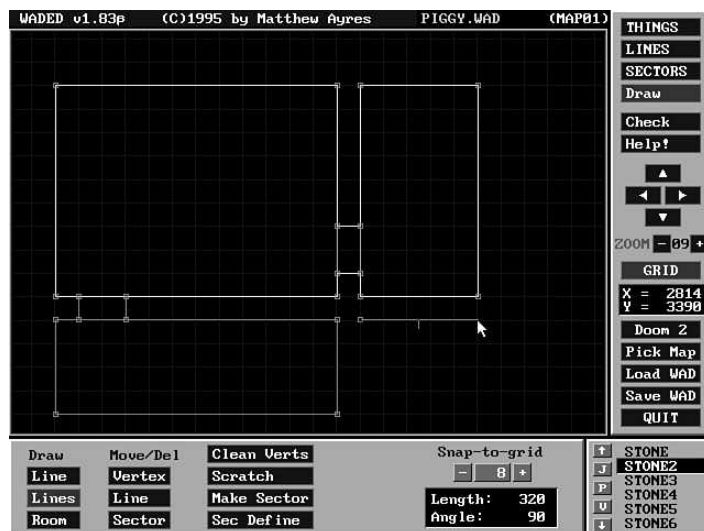 WADED v1.83β (C)1995 by Matthew Ayres PIGGY.WAD (MAP01)
THINGS
LINES
SECTORS
Draw
Check
Help!
ZOOM - 09 +
GRID
X = 2814
Y = 3390
Doom 2
Pick Map
Load WAD
Save WAD
QUIT
Draw Move/Del Clean Verts
Line Vertex Scratch
Lines Line Make Sector
Room Sector Sec Define
Snap-to-grid
- 8 +
Length: 320
Angle: 90
STONE
J STONE2
P STONE3
STONE4
V STONE5
STONE6